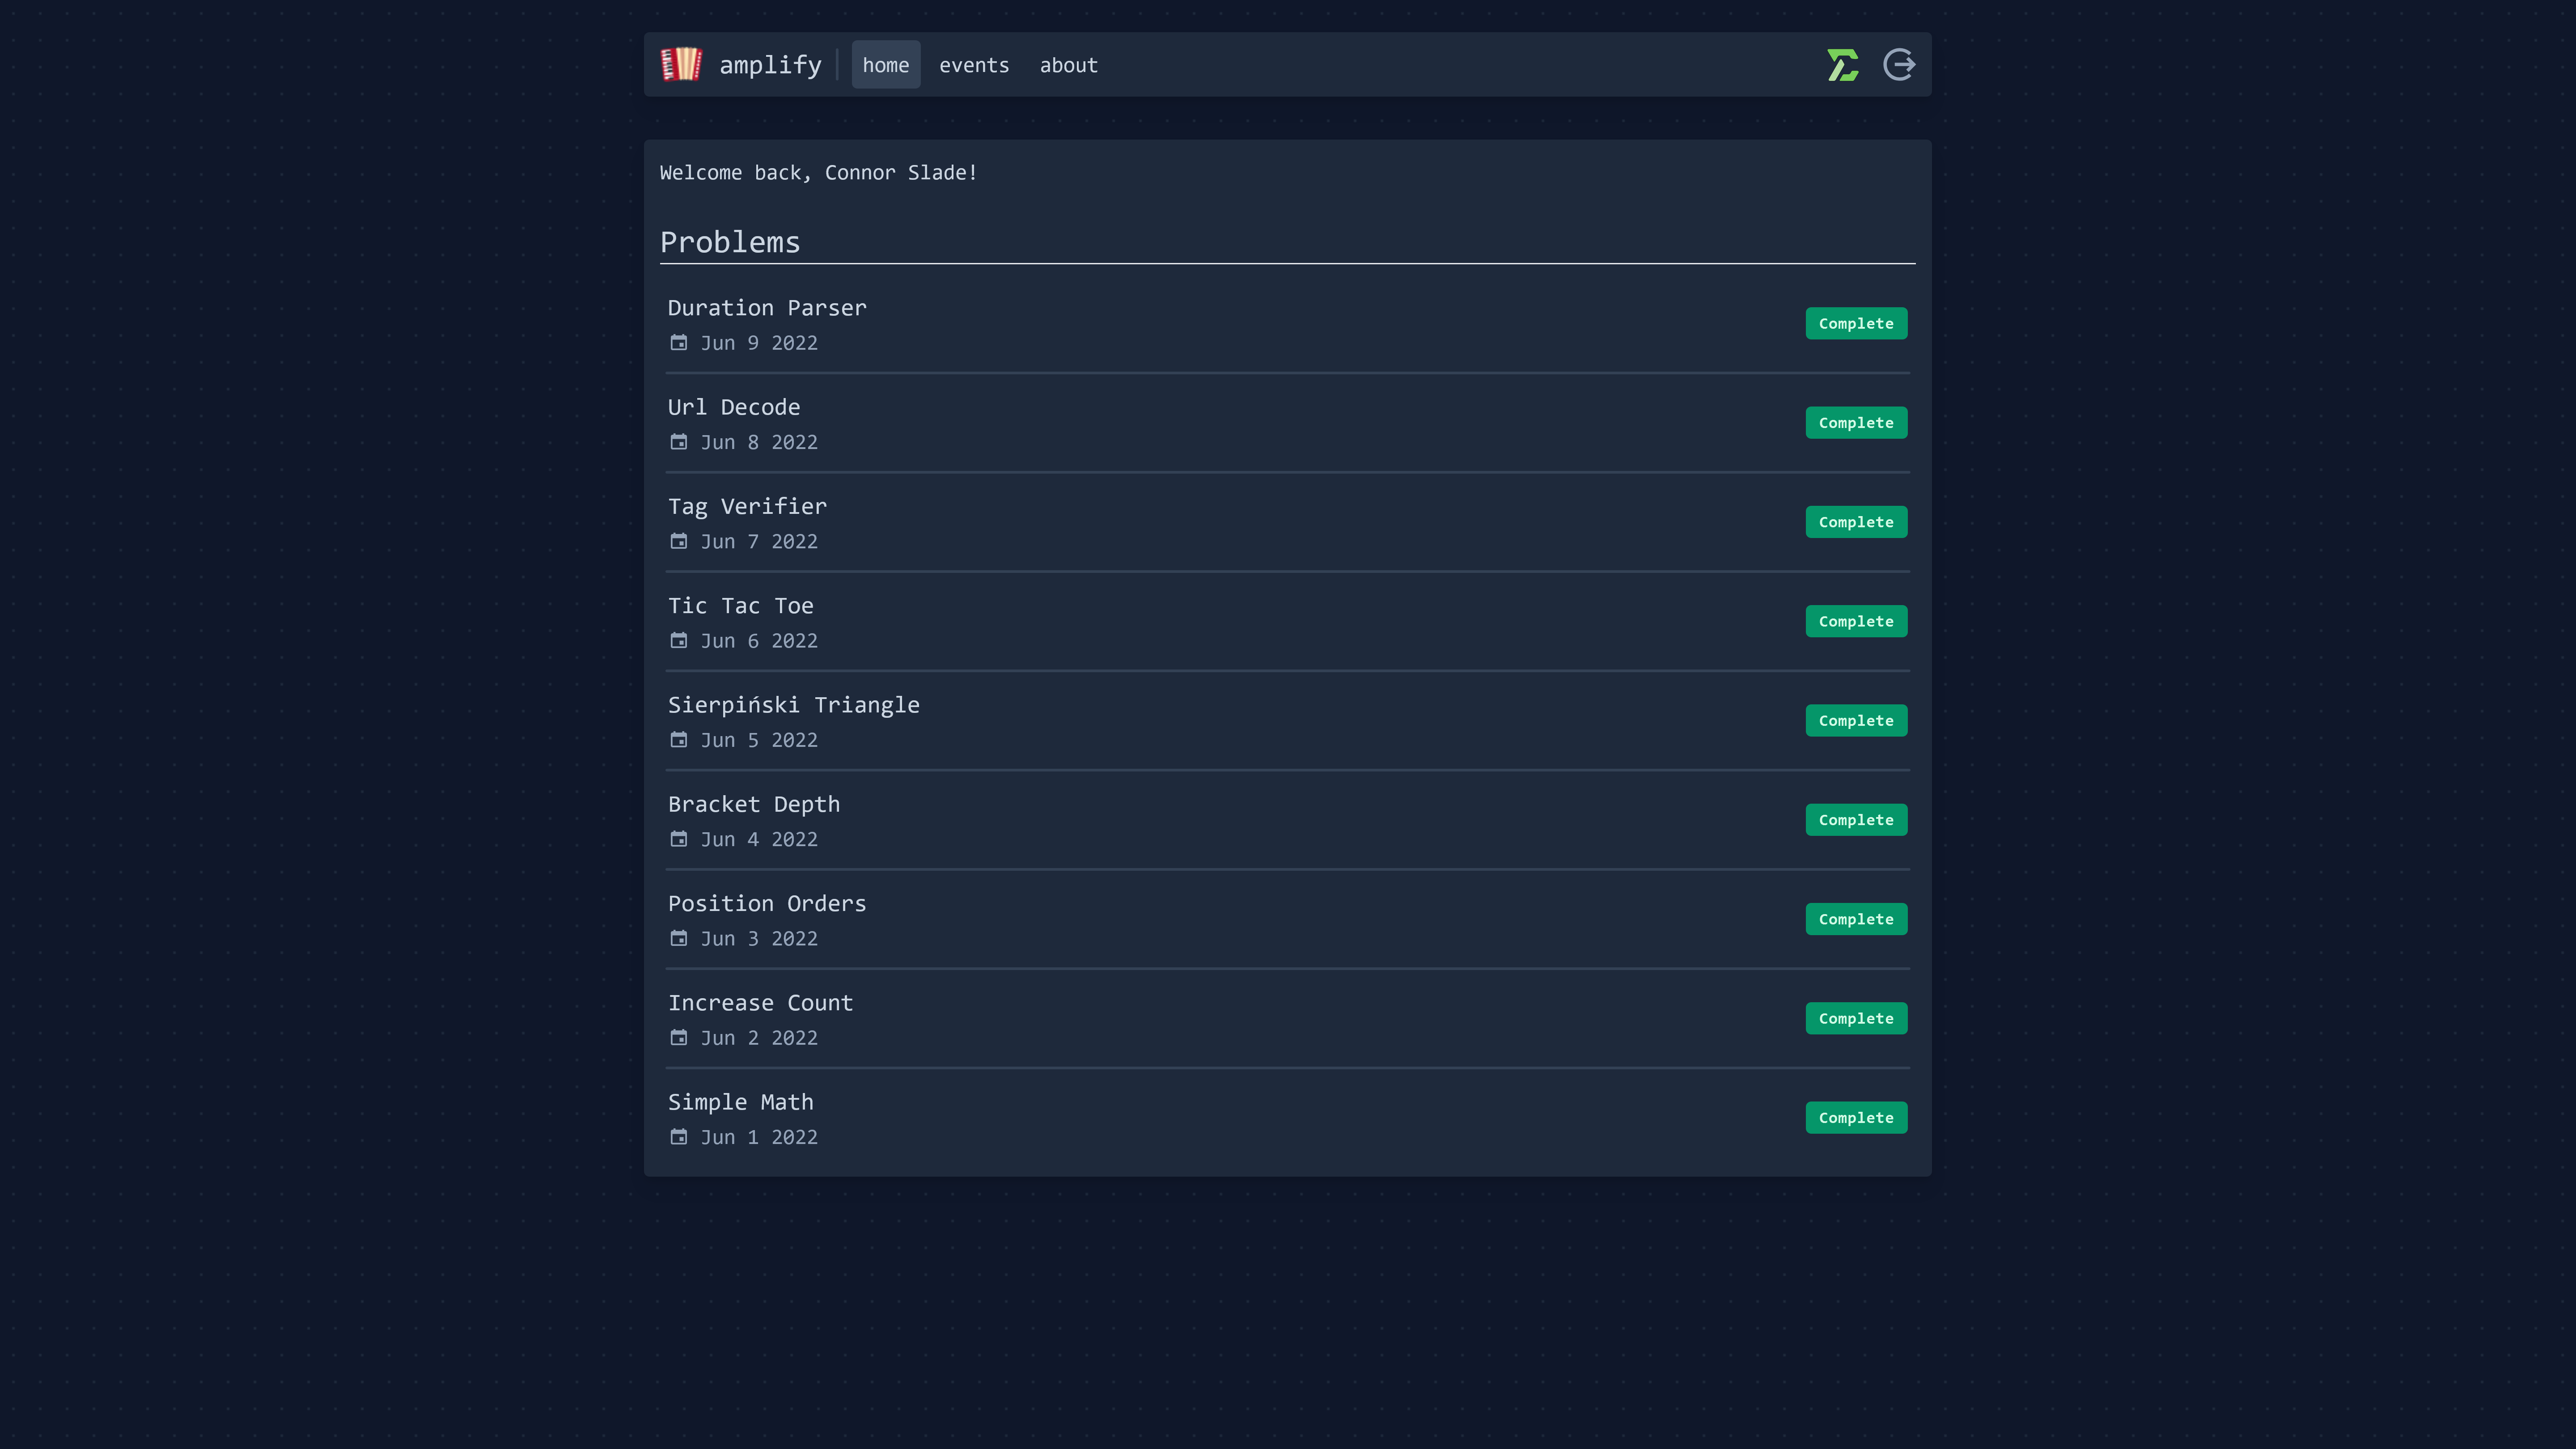 amplify home events about
Welcome back, Connor Slade!
Problems
Duration Parser
Jun 9 2022
Complete
Url Decode
Jun 8 2022
Complete
Tag Verifier
Jun 7 2022
Complete
Tic Tac Toe
Jun 6 2022
Complete
Sierpiński Triangle
Jun 5 2022
Complete
Bracket Depth
Jun 4 2022
Complete
Position Orders
Jun 3 2022
Complete
Increase Count
Jun 2 2022
Complete
Simple Math
Jun 1 2022
Complete